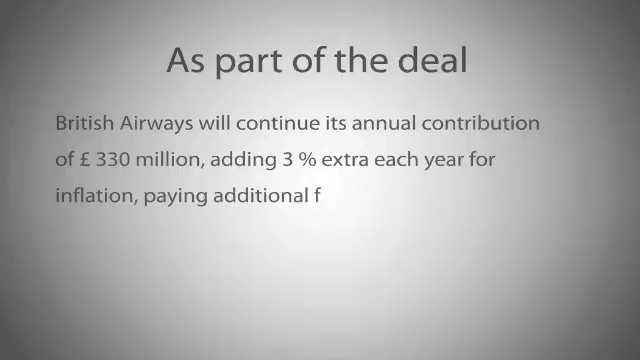 As part of the deal
British Airways will continue its annual contribution
of £ 330 million, adding 3 % extra each year for
inflation, paying additional f